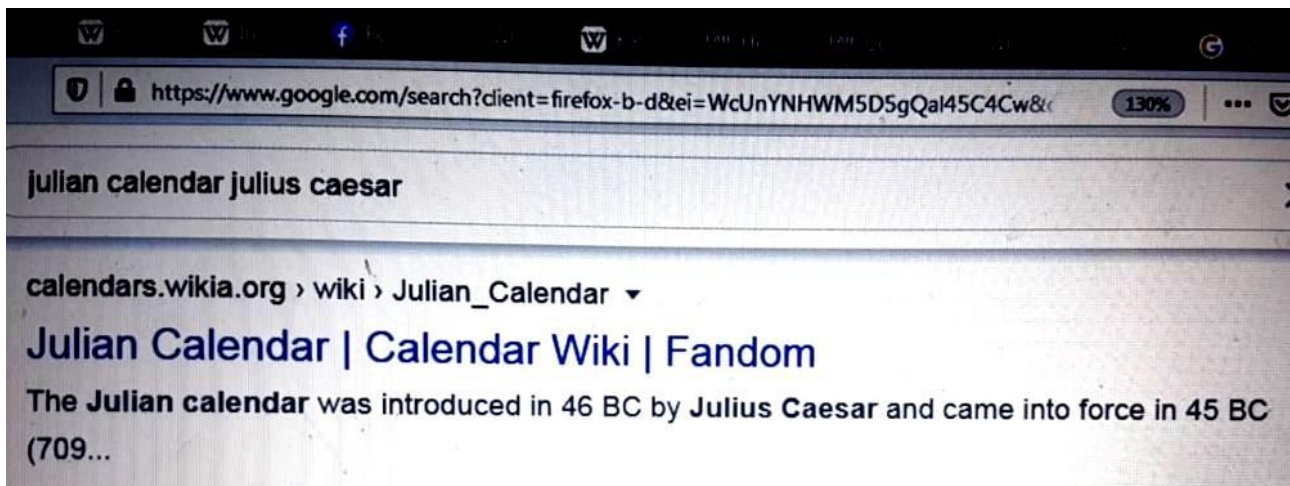 https://www.google.com/search?client=firefox-b-d&ei=WcUnYNHWM5D5gQal45C4Cw& 130%
julian calendar julius caesar
calendars.wikia.org › wiki › Julian_Calendar
Julian Calendar | Calendar Wiki | Fandom
The Julian calendar was introduced in 46 BC by Julius Caesar and came into force in 45 BC
(709...